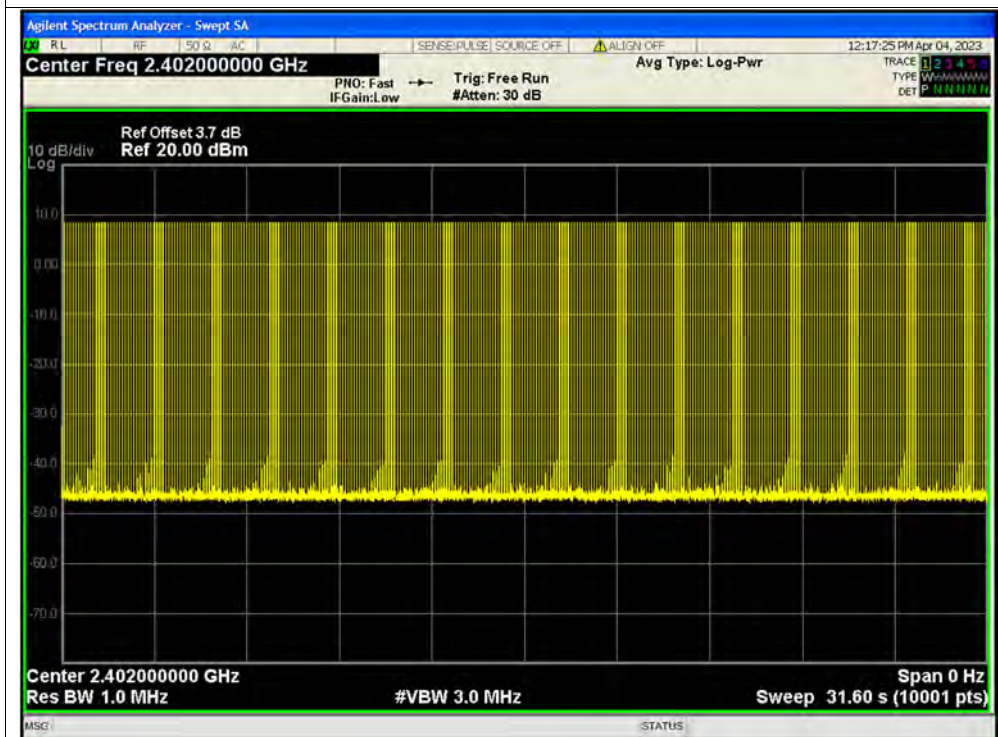 Agilent Spectrum Analyzer - Swept SA
LXI RL RF 50 Ω AC SENSE:PULSE SOURCE OFF ALIGN OFF 12:17:25 PM Apr 04, 2023
Center Freq 2.402000000 GHz
PNO: Fast
IFGain:Low
Trig: Free Run
#Atten: 30 dB
Avg Type: Log-Pwr
TRACE 1 2 3 4 5 6
TYPE W
DET P N N N N N
Ref Offset 3.7 dB
10 dB/div Ref 20.00 dBm
Log
10.0
0.00
-10.0
-20.0
-30.0
-40.0
-50.0
-60.0
-70.0
Center 2.402000000 GHz Span 0 Hz
Res BW 1.0 MHz #VBW 3.0 MHz Sweep 31.60 s (10001 pts)
MSG STATUS